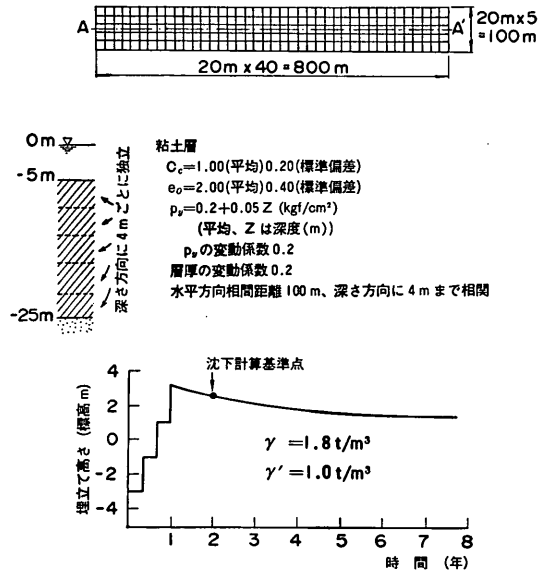 A A'
20m×5
=100m
20m×40=800m
0m
-5m
-25m
深さ方向に4mごとに独立
粘土層
Cc=1.00(平均)0.20(標準偏差)
e₀=2.00(平均)0.40(標準偏差)
py=0.2+0.05Z (kgf/cm²)
(平均、Zは深度(m))
pyの変動係数0.2
層厚の変動係数0.2
水平方向相間距離100m、深さ方向に4mまで相関
沈下計算基準点
埋立て高さ(標高m)
4
2
0
-2
-4
γ =1.8t/m³
γ' =1.0t/m³
1 2 3 4 5 6 7 8
時 間 (年)